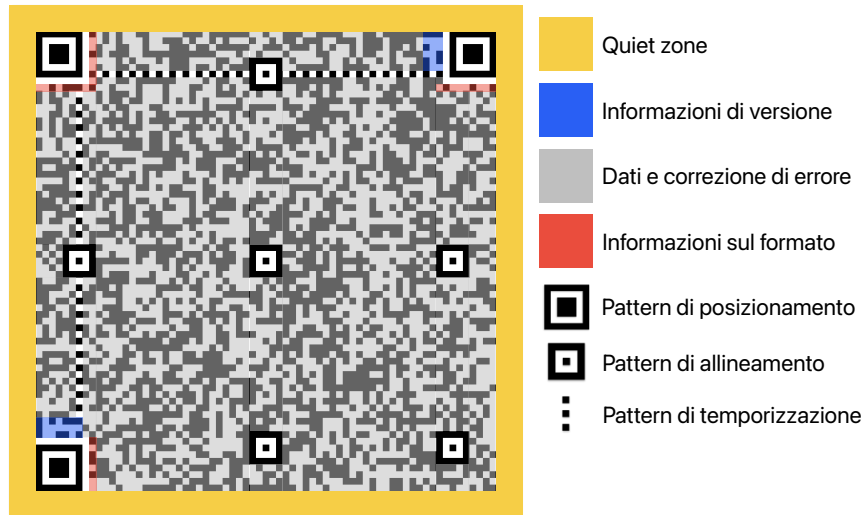 Quiet zone
Informazioni di versione
Dati e correzione di errore
Informazioni sul formato
Pattern di posizionamento
Pattern di allineamento
Pattern di temporizzazione